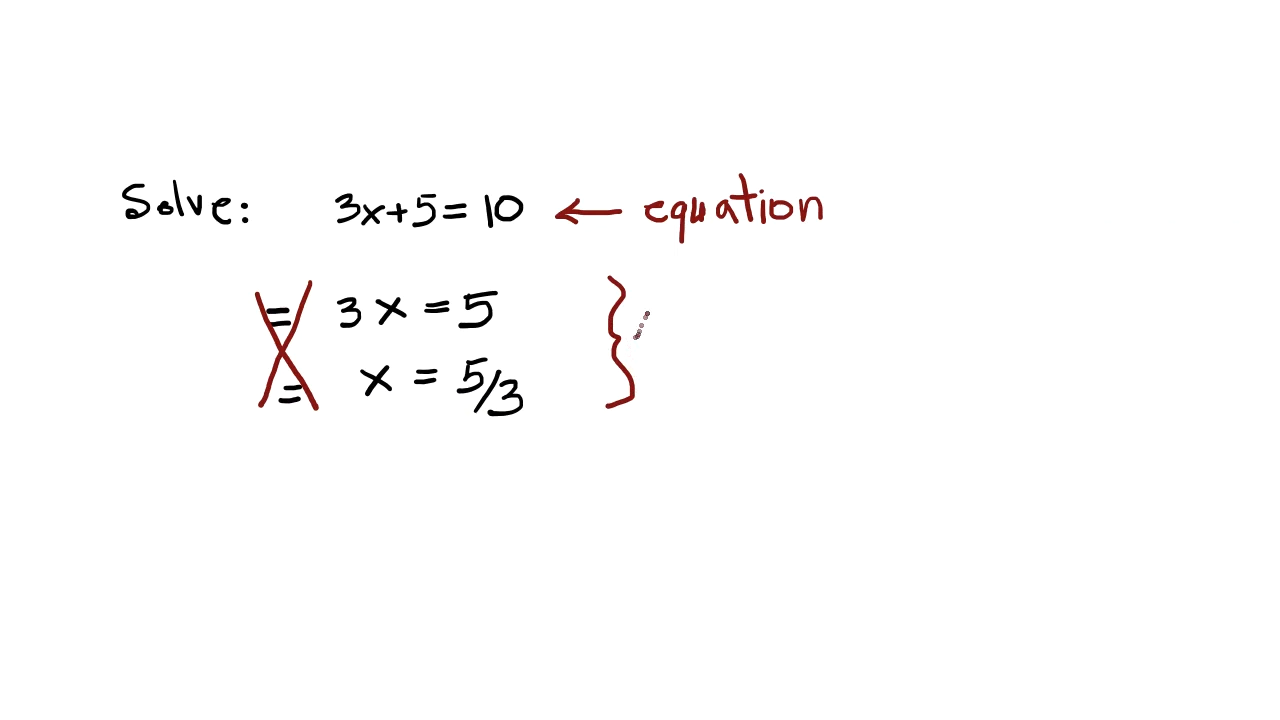 Solve: 3x+5=10 ← equation
= 3x = 5
= x = 5/3